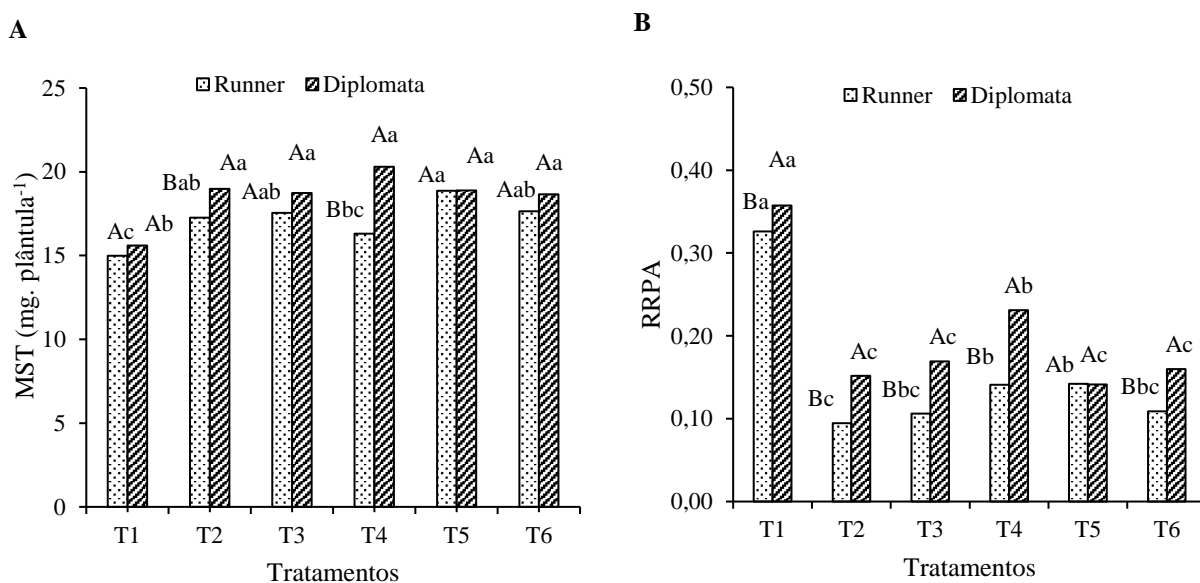 A
Runner Diplomata
MST (mg. plântula-1)
25
20
15
10
5
0
Ac Ab
Bab Aa
Aab Aa
Bbc Aa
Aa Aa
Aab Aa
T1 T2 T3 T4 T5 T6
Tratamentos
B
Runner Diplomata
RRPA
0,50
0,40
0,30
0,20
0,10
0,00
Ba Aa
Bc Ac
Bbc Ac
Bb Ab
Ab Ac
Bbc Ac
T1 T2 T3 T4 T5 T6
Tratamentos